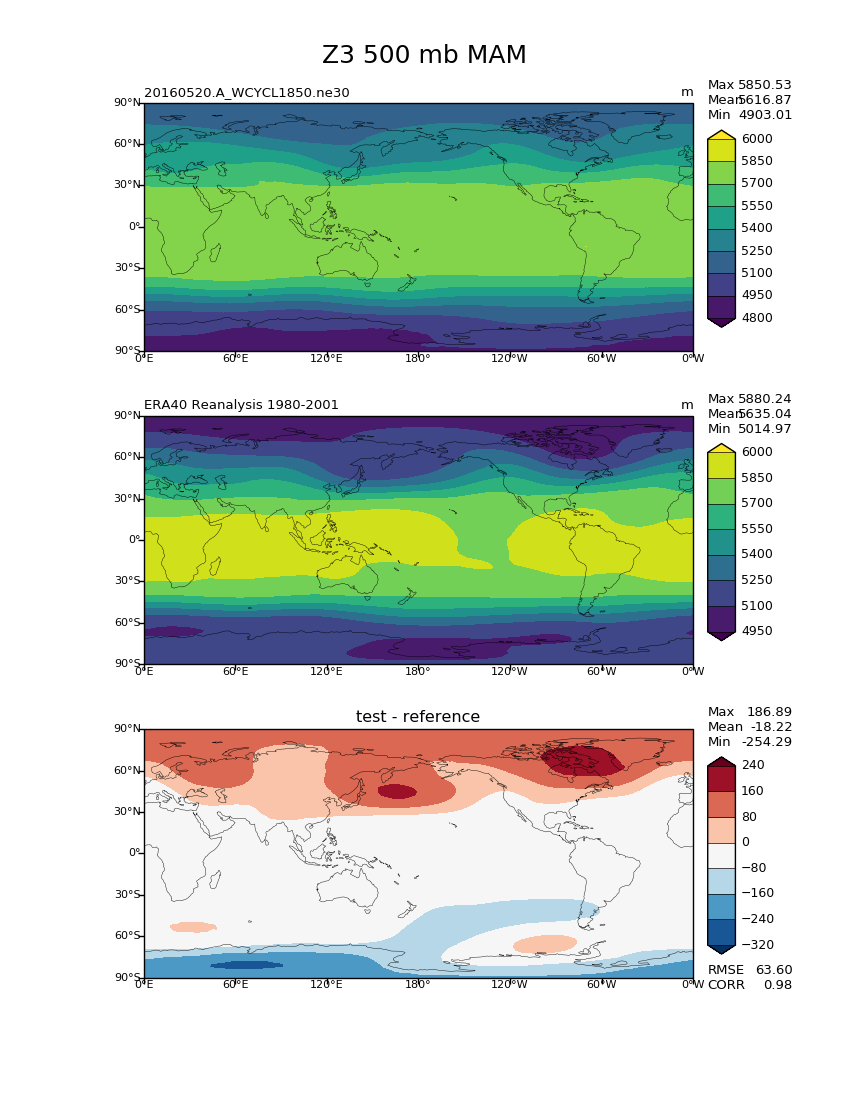 Z3 500 mb MAM
20160520.A_WCYCL1850.ne30
m
Max 5850.53
Mean 5616.87
Min 4903.01
90°N
60°N
30°N
0°
30°S
60°S
90°S
0°E 60°E 120°E 180° 120°W 60°W 0°W
6000
5850
5700
5550
5400
5250
5100
4950
4800
ERA40 Reanalysis 1980-2001
m
Max 5880.24
Mean 5635.04
Min 5014.97
90°N
60°N
30°N
0°
30°S
60°S
90°S
0°E 60°E 120°E 180° 120°W 60°W 0°W
6000
5850
5700
5550
5400
5250
5100
4950
test - reference
Max 186.89
Mean -18.22
Min -254.29
90°N
60°N
30°N
0°
30°S
60°S
90°S
0°E 60°E 120°E 180° 120°W 60°W 0°W
240
160
80
0
−80
−160
−240
−320
RMSE 63.60
CORR 0.98